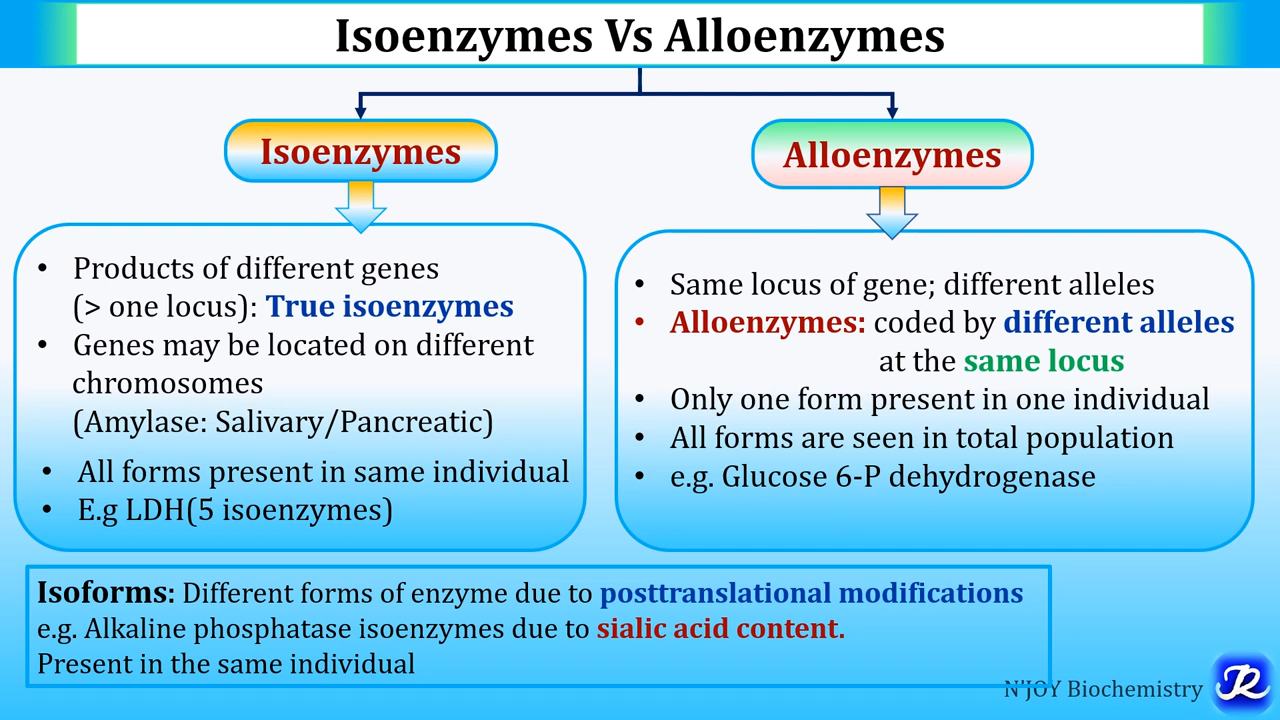 Isoenzymes Vs Alloenzymes
Isoenzymes
• Products of different genes
(> one locus): True isoenzymes
• Genes may be located on different
chromosomes
(Amylase: Salivary/Pancreatic)
• All forms present in same individual
• E.g LDH(5 isoenzymes)
Alloenzymes
• Same locus of gene; different alleles
• Alloenzymes: coded by different alleles
at the same locus
• Only one form present in one individual
• All forms are seen in total population
• e.g. Glucose 6-P dehydrogenase
Isoforms: Different forms of enzyme due to posttranslational modifications
e.g. Alkaline phosphatase isoenzymes due to sialic acid content.
Present in the same individual
N'JOY Biochemistry
JR